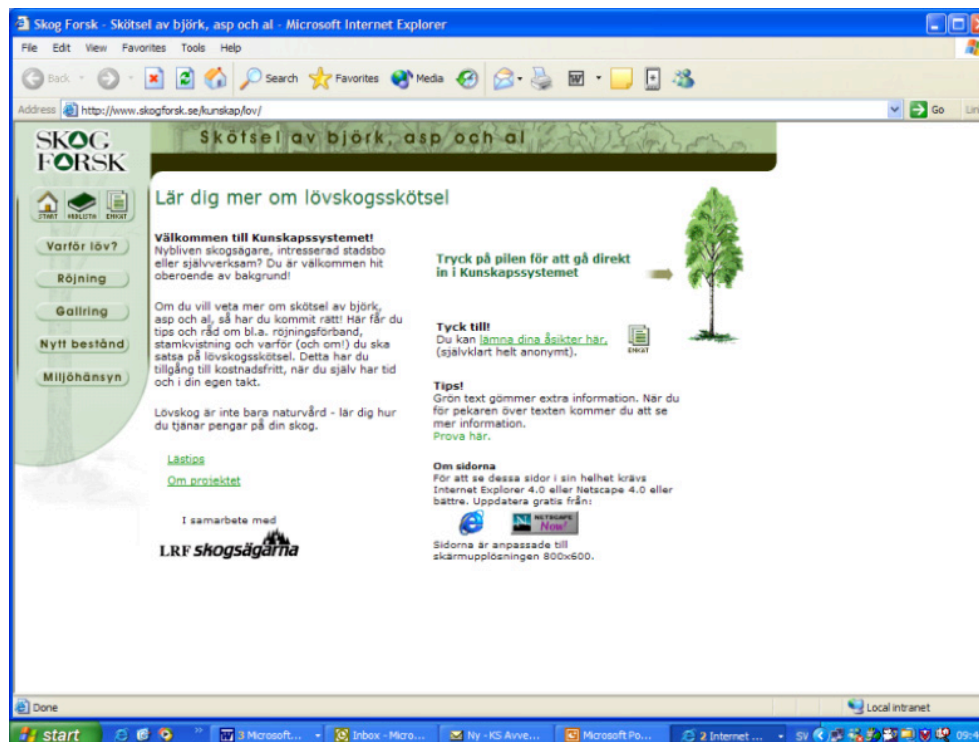 Skog Forsk - Skötsel av björk, asp och al - Microsoft Internet Explorer
File Edit View Favorites Tools Help
Back Search Favorites Media
Address http://www.skogforsk.se/kunskap/lov/ Go
SKOG
FORSK
Skötsel av björk, asp och al
START ENKÄT
Varför löv?
Röjning
Gallring
Nytt bestånd
Miljöhänsyn
Lär dig mer om lövskogsskötsel
Välkommen till Kunskapssystemet!
Nybliven skogsägare, intresserad stadsbo
eller självverksam? Du är välkommen hit
oberoende av bakgrund!
Om du vill veta mer om skötsel av björk,
asp och al, så har du kommit rätt! Här får du
tips och råd om bl.a. röjningsförband,
stamkvistning och varför (och om!) du ska
satsa på lövskogsskötsel. Detta har du
tillgång till kostnadsfritt, när du själv har tid
och i din egen takt.
Lövskog är inte bara naturvård - lär dig hur
du tjänar pengar på din skog.
Lästips
Om projektet
I samarbete med
LRF skogsägarna
Tryck på pilen för att gå direkt
in i Kunskapssystemet
Tyck till!
Du kan lämna dina åsikter här,
(självklart helt anonymt).
ENKÄT
Tips!
Grön text gömmer extra information. När du
för pekaren över texten kommer du att se
mer information.
Prova här.
Om sidorna
För att se dessa sidor i sin helhet krävs
Internet Explorer 4.0 eller Netscape 4.0 eller
bättre. Uppdatera gratis från:
NETSCAPE
Now!
Sidorna är anpassade till
skärmupplösningen 800x600.
Done Local intranet
start 3 Microsoft... Inbox - Micro... Ny - KS Avve... Microsoft Po... 2 Internet ... SV